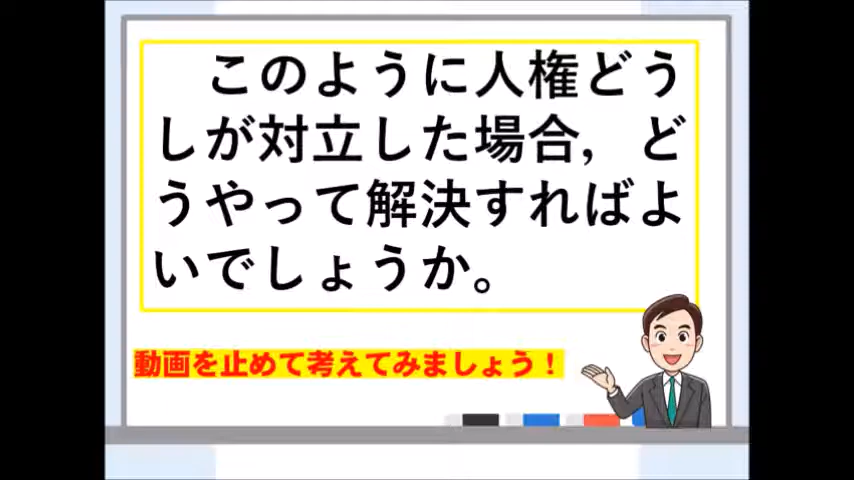 このように人権どう
しが対立した場合，ど
うやって解決すればよ
いでしょうか。
動画を止めて考えてみましょう！